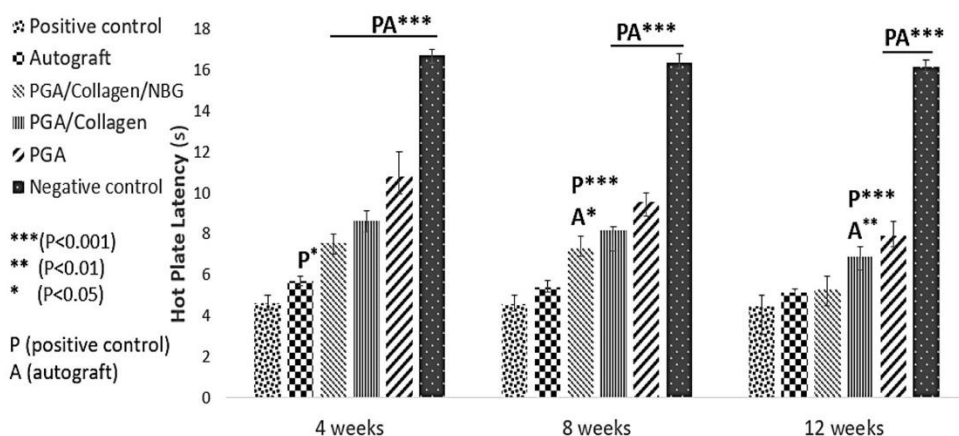 Positive control
Autograft
PGA/Collagen/NBG
PGA/Collagen
PGA
Negative control
***(P<0.001)
** (P<0.01)
* (P<0.05)
P (positive control)
A (autograft)
Hot Plate Latency (s)
18
16
14
12
10
8
6
4
2
0
P*
PA***
P***
A*
PA***
P***
A**
PA***
4 weeks
8 weeks
12 weeks